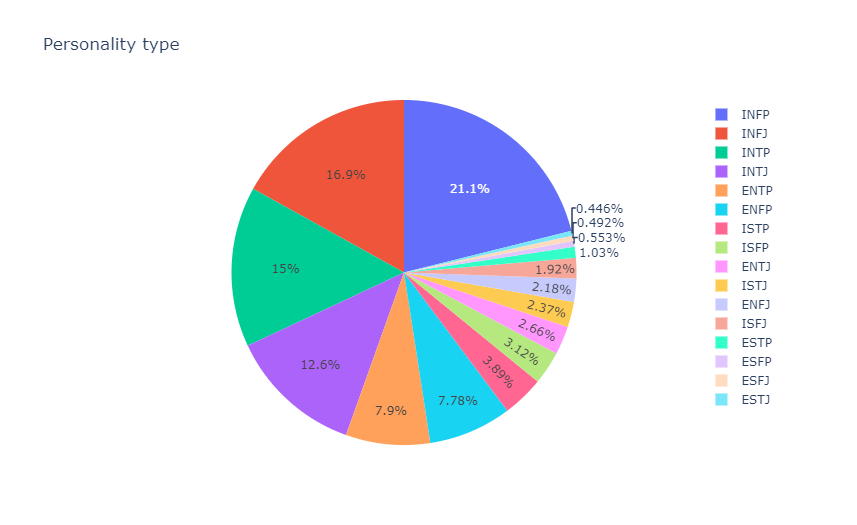 Personality type
21.1%
16.9%
15%
12.6%
7.9%
7.78%
3.89%
3.12%
2.66%
2.37%
2.18%
1.92%
1.03%
0.553%
0.492%
0.446%
INFP
INFJ
INTP
INTJ
ENTP
ENFP
ISTP
ISFP
ENTJ
ISTJ
ENFJ
ISFJ
ESTP
ESFP
ESFJ
ESTJ